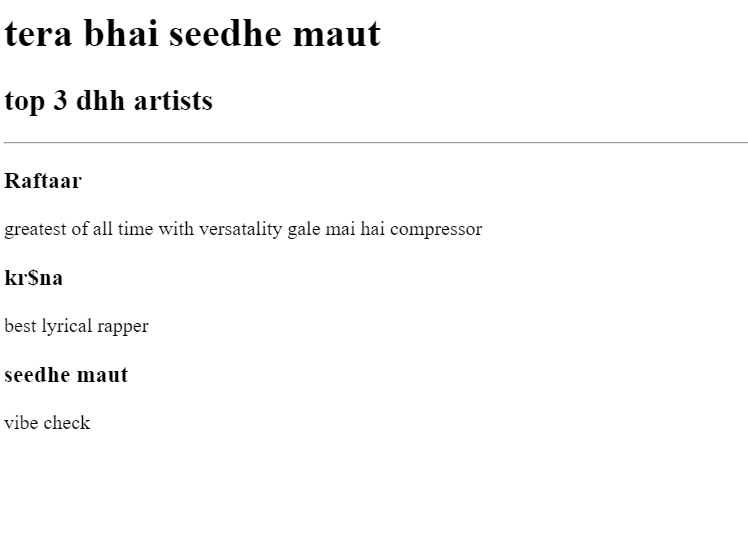 tera bhai seedhe maut
top 3 dhh artists
Raftaar
greatest of all time with versatality gale mai hai compressor
kr$na
best lyrical rapper
seedhe maut
vibe check